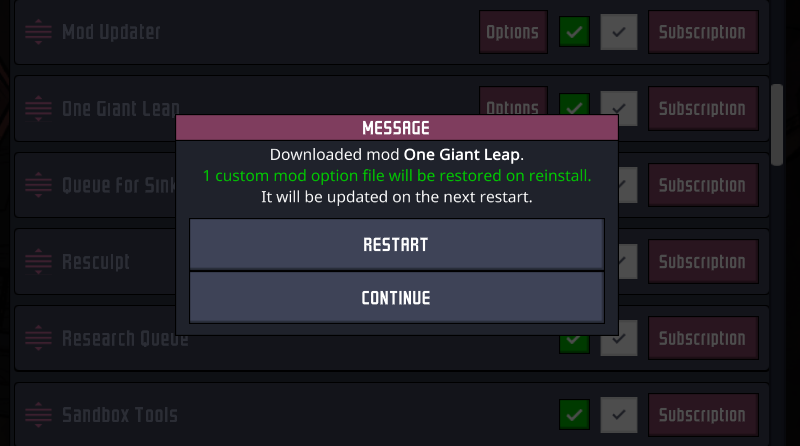 Mod Updater
Options
Subscription
One Giant Leap
Options
Subscription
MESSAGE
Downloaded mod One Giant Leap.
1 custom mod option file will be restored on reinstall.
It will be updated on the next restart.
Queue For Sink
Subscription
RESTART
Resculpt
Subscription
CONTINUE
Research Queue
Subscription
Sandbox Tools
Subscription